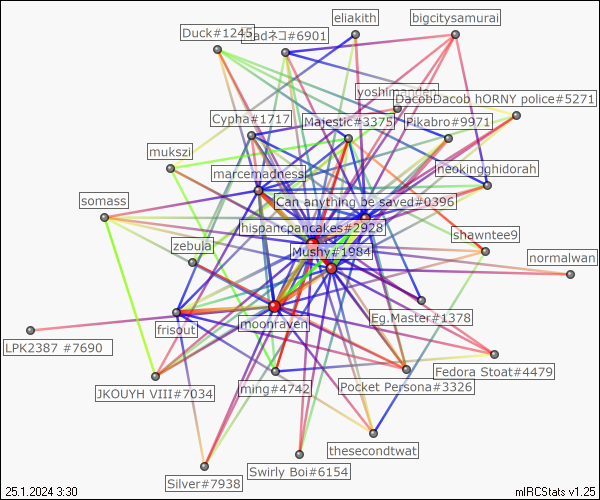 eliakith
bigcitysamurai
Duck#1245
adネコ#6901
yoshimanden
DacobDacob hORNY police#5271
Cypha#1717
Majestic#3375
Pikabro#9971
mukszi
marcemadness
neokingghidorah
somass
Can anything be saved#0396
hispancpancakes#2928
zebula
Mushy#1984
shawntee9
normalwan
frisout
moonraven
Eg.Master#1378
LPK2387 #7690
Fedora Stoat#4479
JKOUYH VIII#7034
ming#4742
Pocket Persona#3326
thesecondtwat
Swirly Boi#6154
Silver#7938
25.1.2024 3:30
mIRCStats v1.25